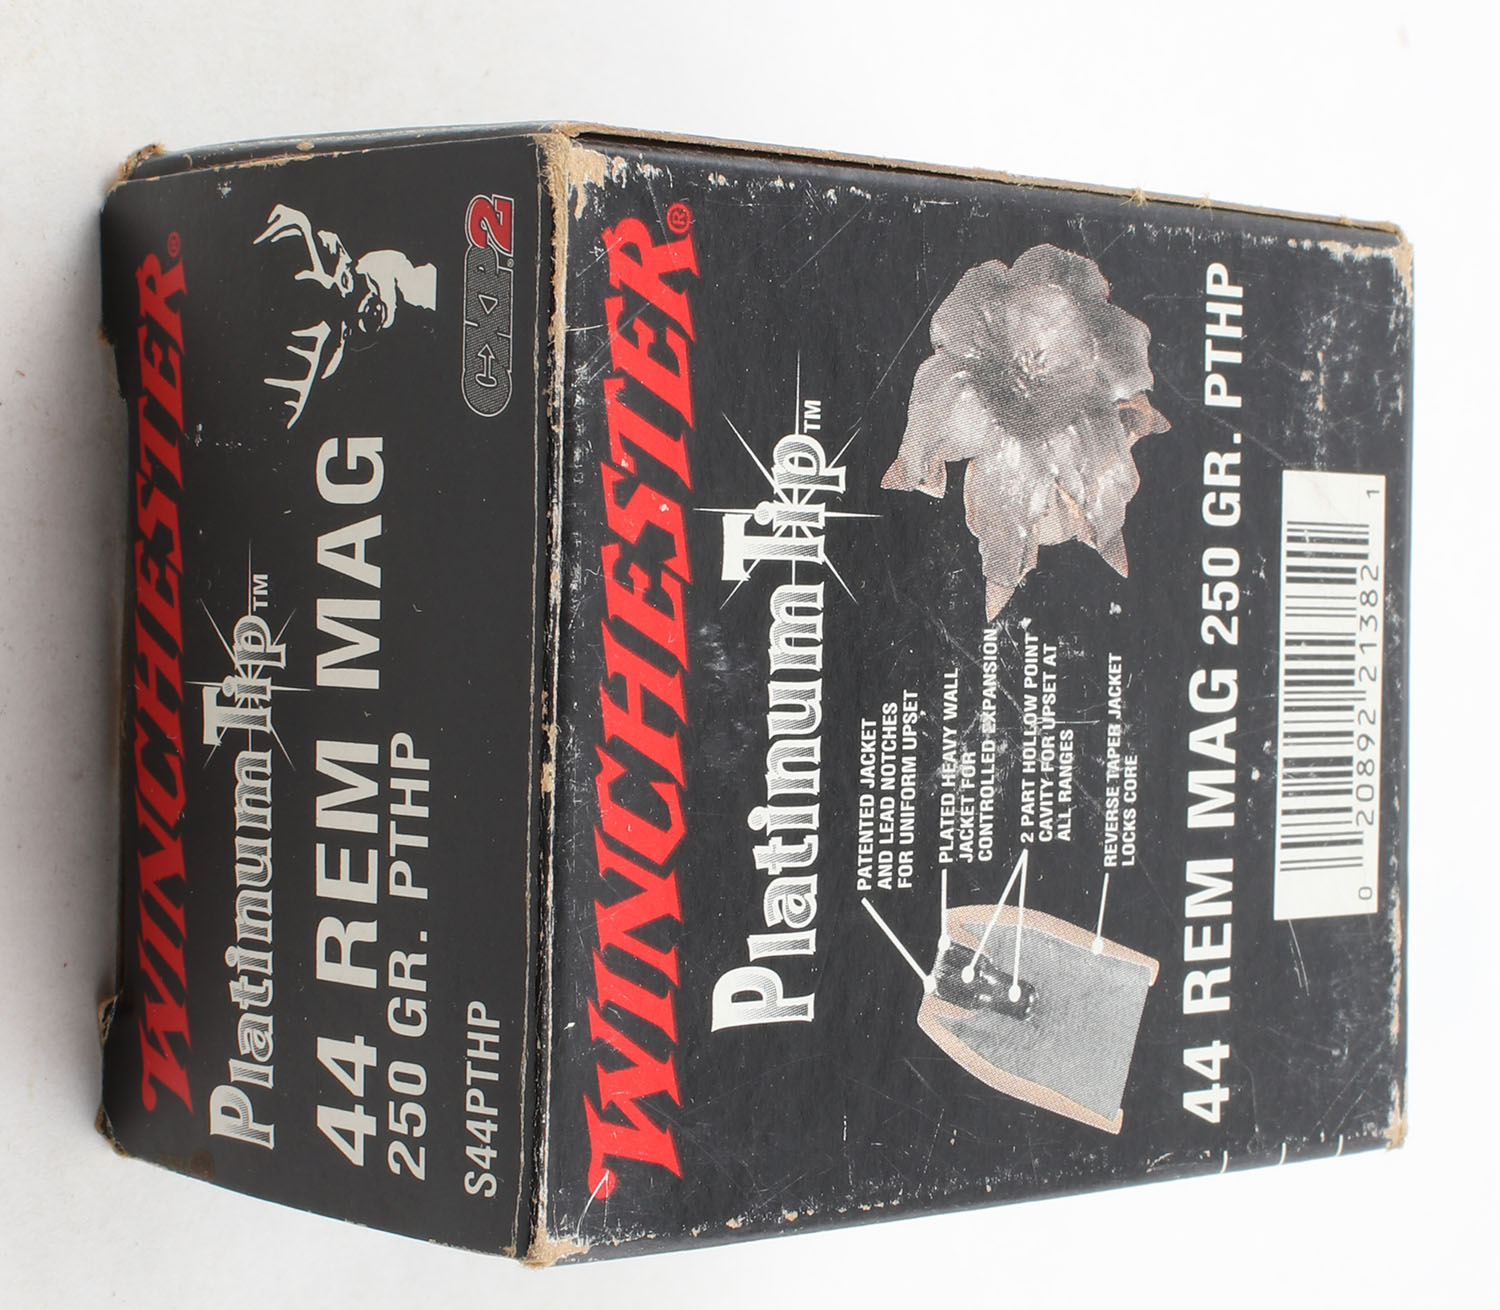 WINCHESTER®
Platinum Tip™
44 REM MAG
250 GR. PTHP
S44PTHP
CXP2
WINCHESTER®
Platinum Tip™
PATENTED JACKET
AND LEAD NOTCHES
FOR UNIFORM UPSET
PLATED HEAVY WALL
JACKET FOR
CONTROLLED EXPANSION
2 PART HOLLOW POINT
CAVITY FOR UPSET AT
ALL RANGES
REVERSE TAPER JACKET
LOCKS CORE
44 REM MAG 250 GR. PTHP
0 20892 21382 1